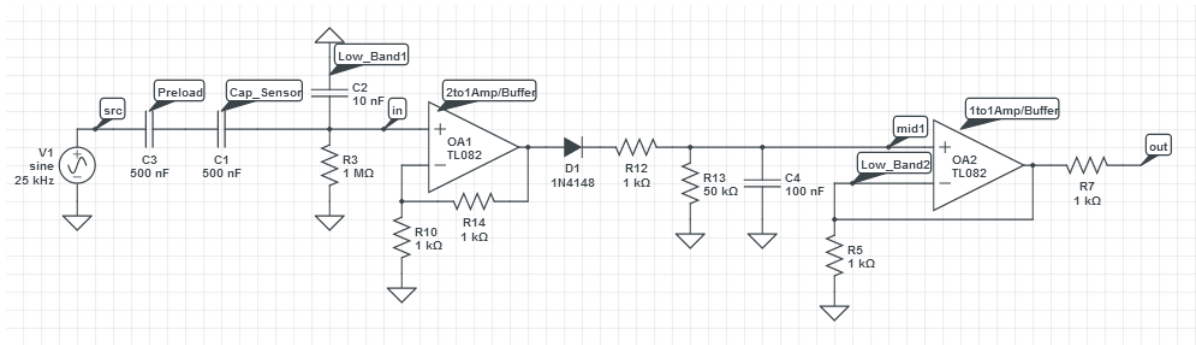 src
V1
sine
25 kHz
Preload
C3
500 nF
Cap_Sensor
C1
500 nF
Low_Band1
C2
10 nF
R3
1 MΩ
in
2to1Amp/Buffer
+
−
OA1
TL082
R10
1 kΩ
R14
1 kΩ
D1
1N4148
R12
1 kΩ
R13
50 kΩ
C4
100 nF
mid1
Low_Band2
1to1Amp/Buffer
+
−
OA2
TL082
R5
1 kΩ
R7
1 kΩ
out